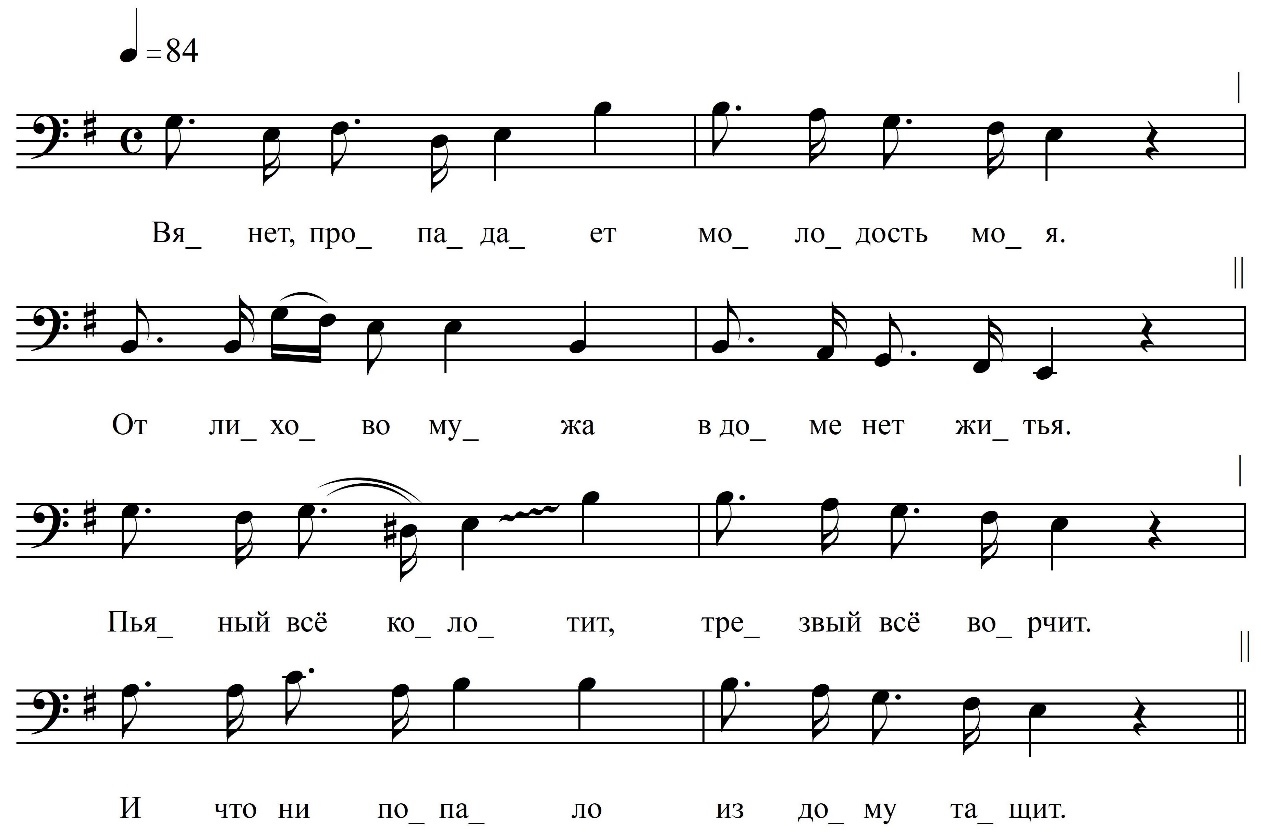 =84
Вя_ нет, про_ па_ да_ ет мо_ ло_ дость мо_ я.
От ли_ хо_ во му_ жа в до_ ме нет жи_ тья.
Пья_ ный всё ко_ ло_ тит, тре_ звый всё во_ рчит.
И что ни по_ па_ ло из до_ му та_ щит.